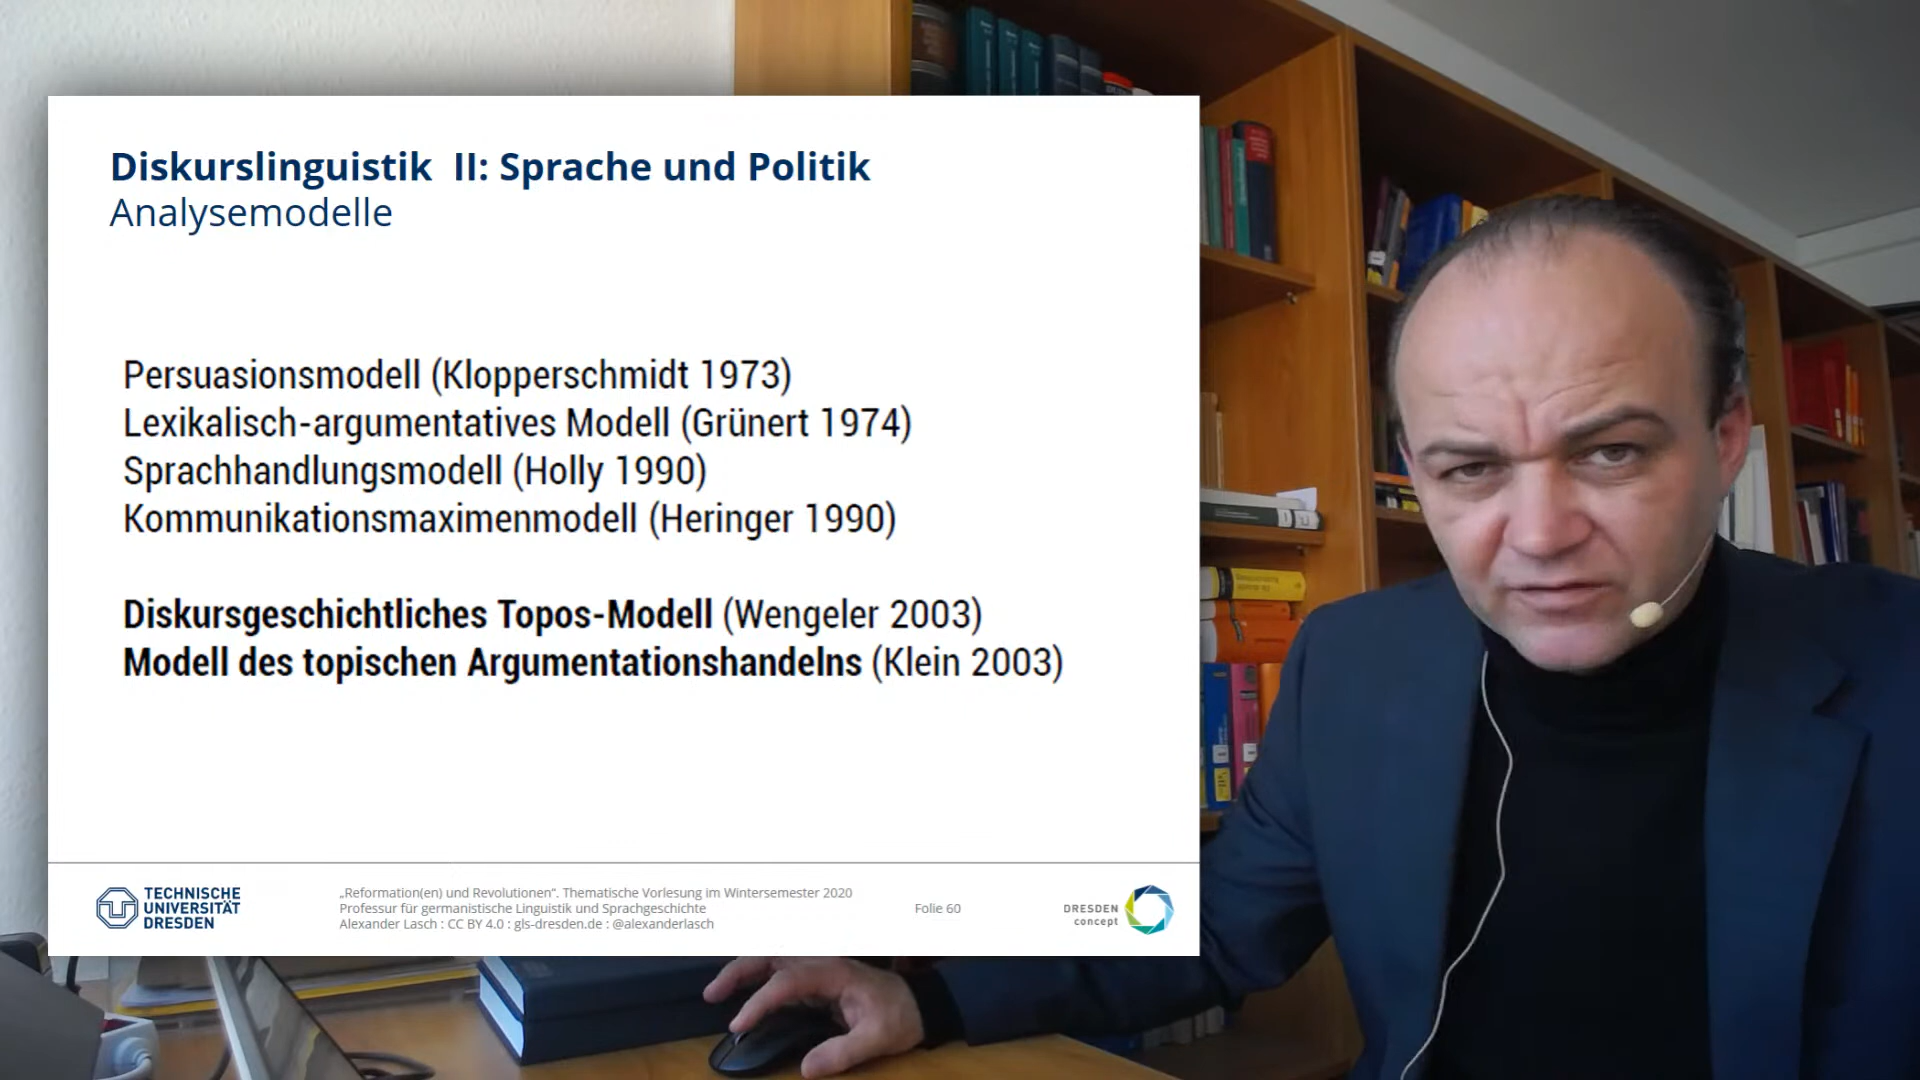 Diskurslinguistik II: Sprache und Politik
Analysemodelle
Persuasionsmodell (Klopperschmidt 1973)
Lexikalisch-argumentatives Modell (Grünert 1974)
Sprachhandlungsmodell (Holly 1990)
Kommunikationsmaximenmodell (Heringer 1990)
Diskursgeschichtliches Topos-Modell (Wengeler 2003)
Modell des topischen Argumentationshandelns (Klein 2003)
TECHNISCHE
UNIVERSITÄT
DRESDEN
„Reformation(en) und Revolutionen“. Thematische Vorlesung im Wintersemester 2020
Professur für germanistische Linguistik und Sprachgeschichte
Alexander Lasch : CC BY 4.0 : gls-dresden.de : @alexanderlasch
Folie 60
DRESDEN
concept